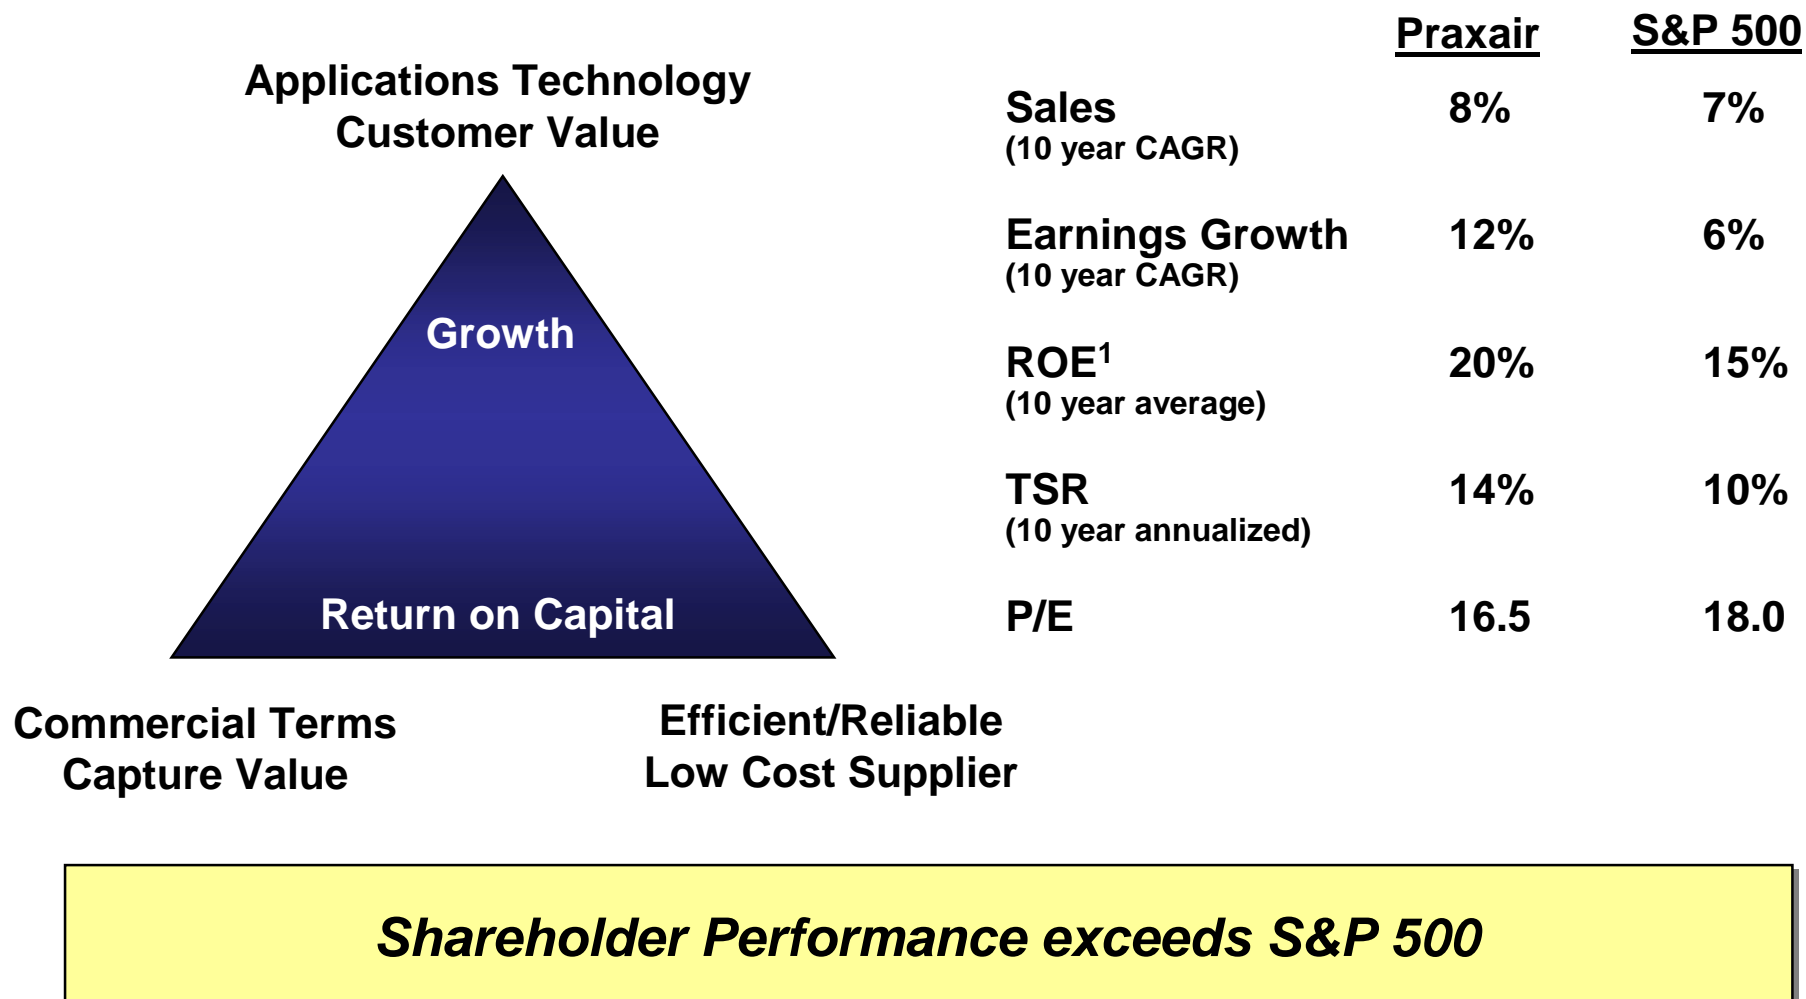 Applications Technology
Customer Value
Growth
Return on Capital
Commercial Terms
Capture Value
Efficient/Reliable
Low Cost Supplier
Praxair S&P 500
Sales 8% 7%
(10 year CAGR)
Earnings Growth 12% 6%
(10 year CAGR)
ROE¹ 20% 15%
(10 year average)
TSR 14% 10%
(10 year annualized)
P/E 16.5 18.0
Shareholder Performance exceeds S&P 500